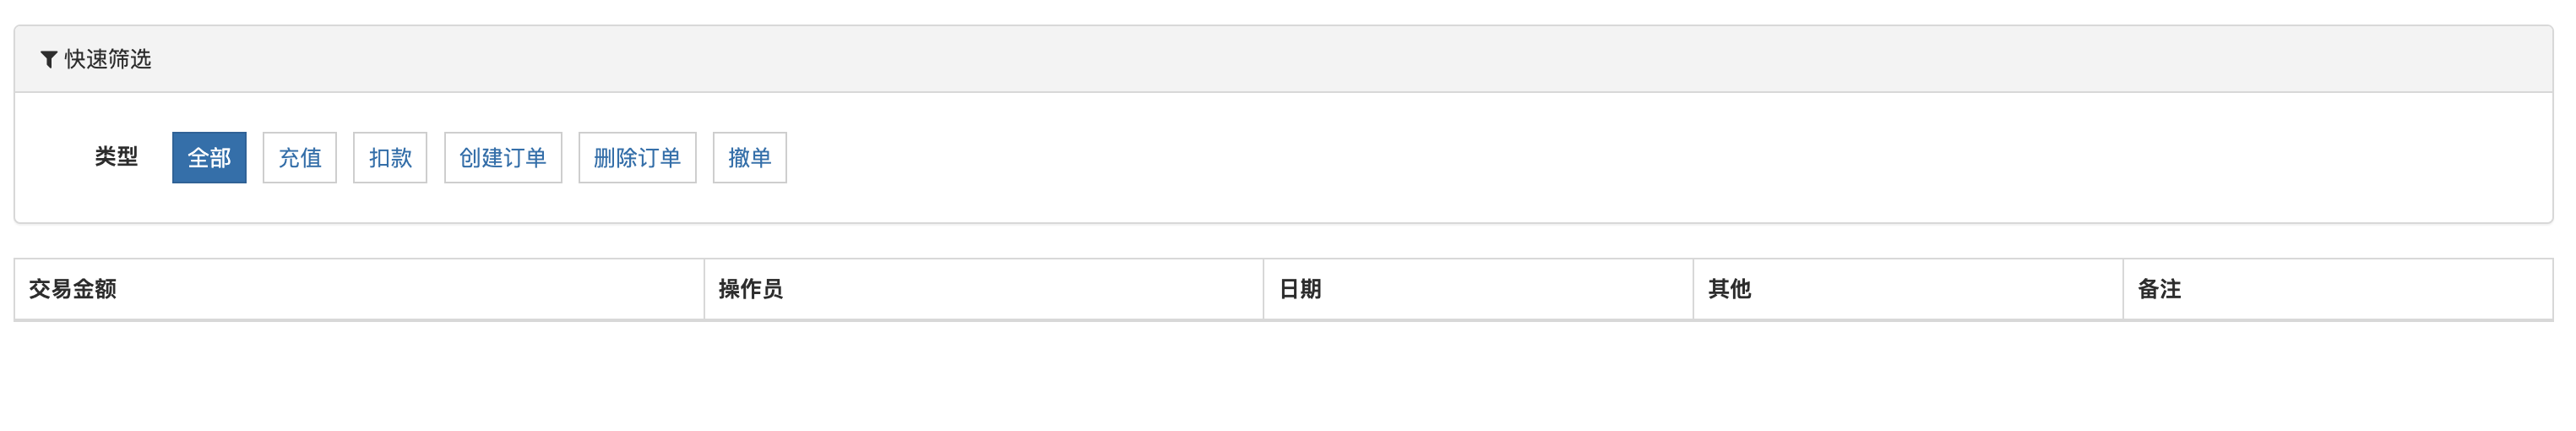 快速筛选
类型 全部 充值 扣款 创建订单 删除订单 撤单
交易金额 操作员 日期 其他 备注